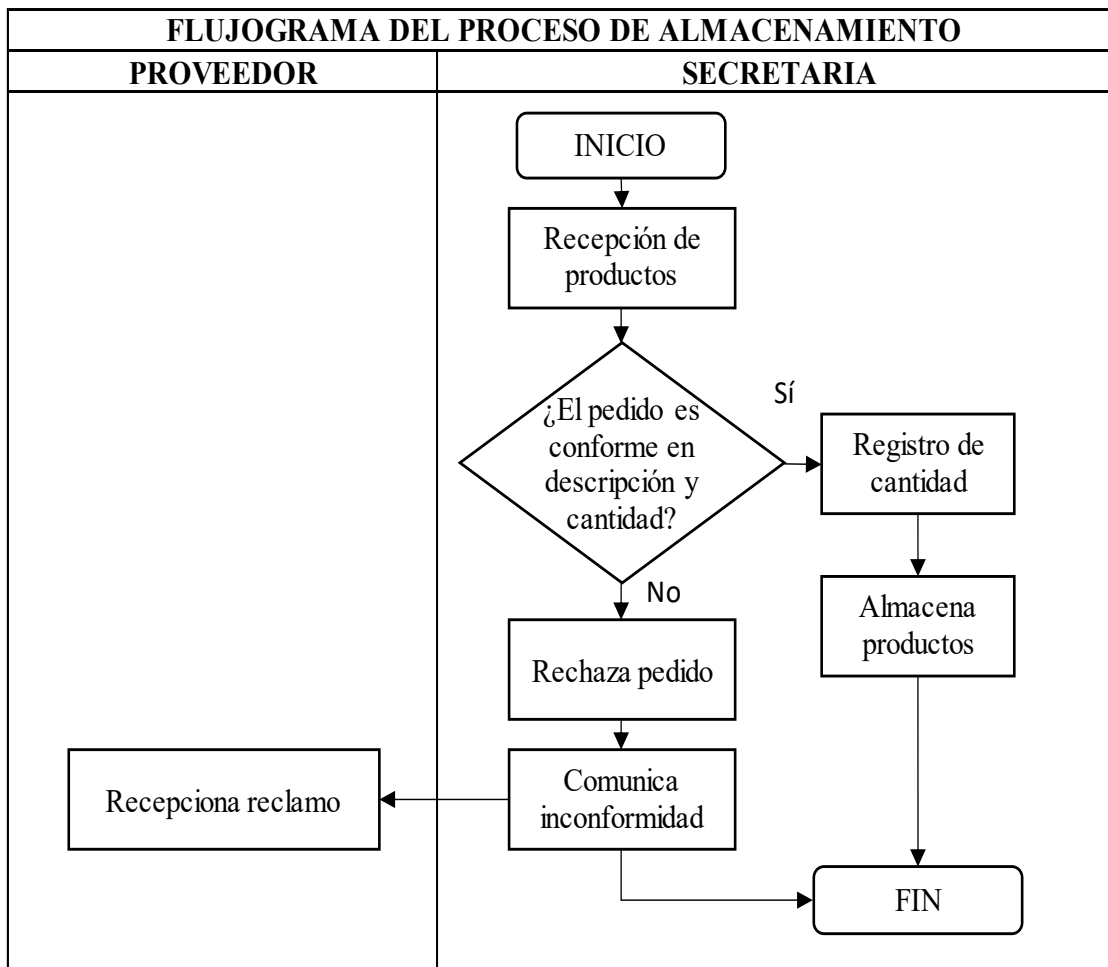 FLUJOGRAMA DEL PROCESO DE ALMACENAMIENTO
PROVEEDOR
SECRETARIA
INICIO
Recepción de
productos
¿El pedido es
conforme en
descripción y
cantidad?
Sí
Registro de
cantidad
No
Almacena
productos
Rechaza pedido
Recepciona reclamo
Comunica
inconformidad
FIN